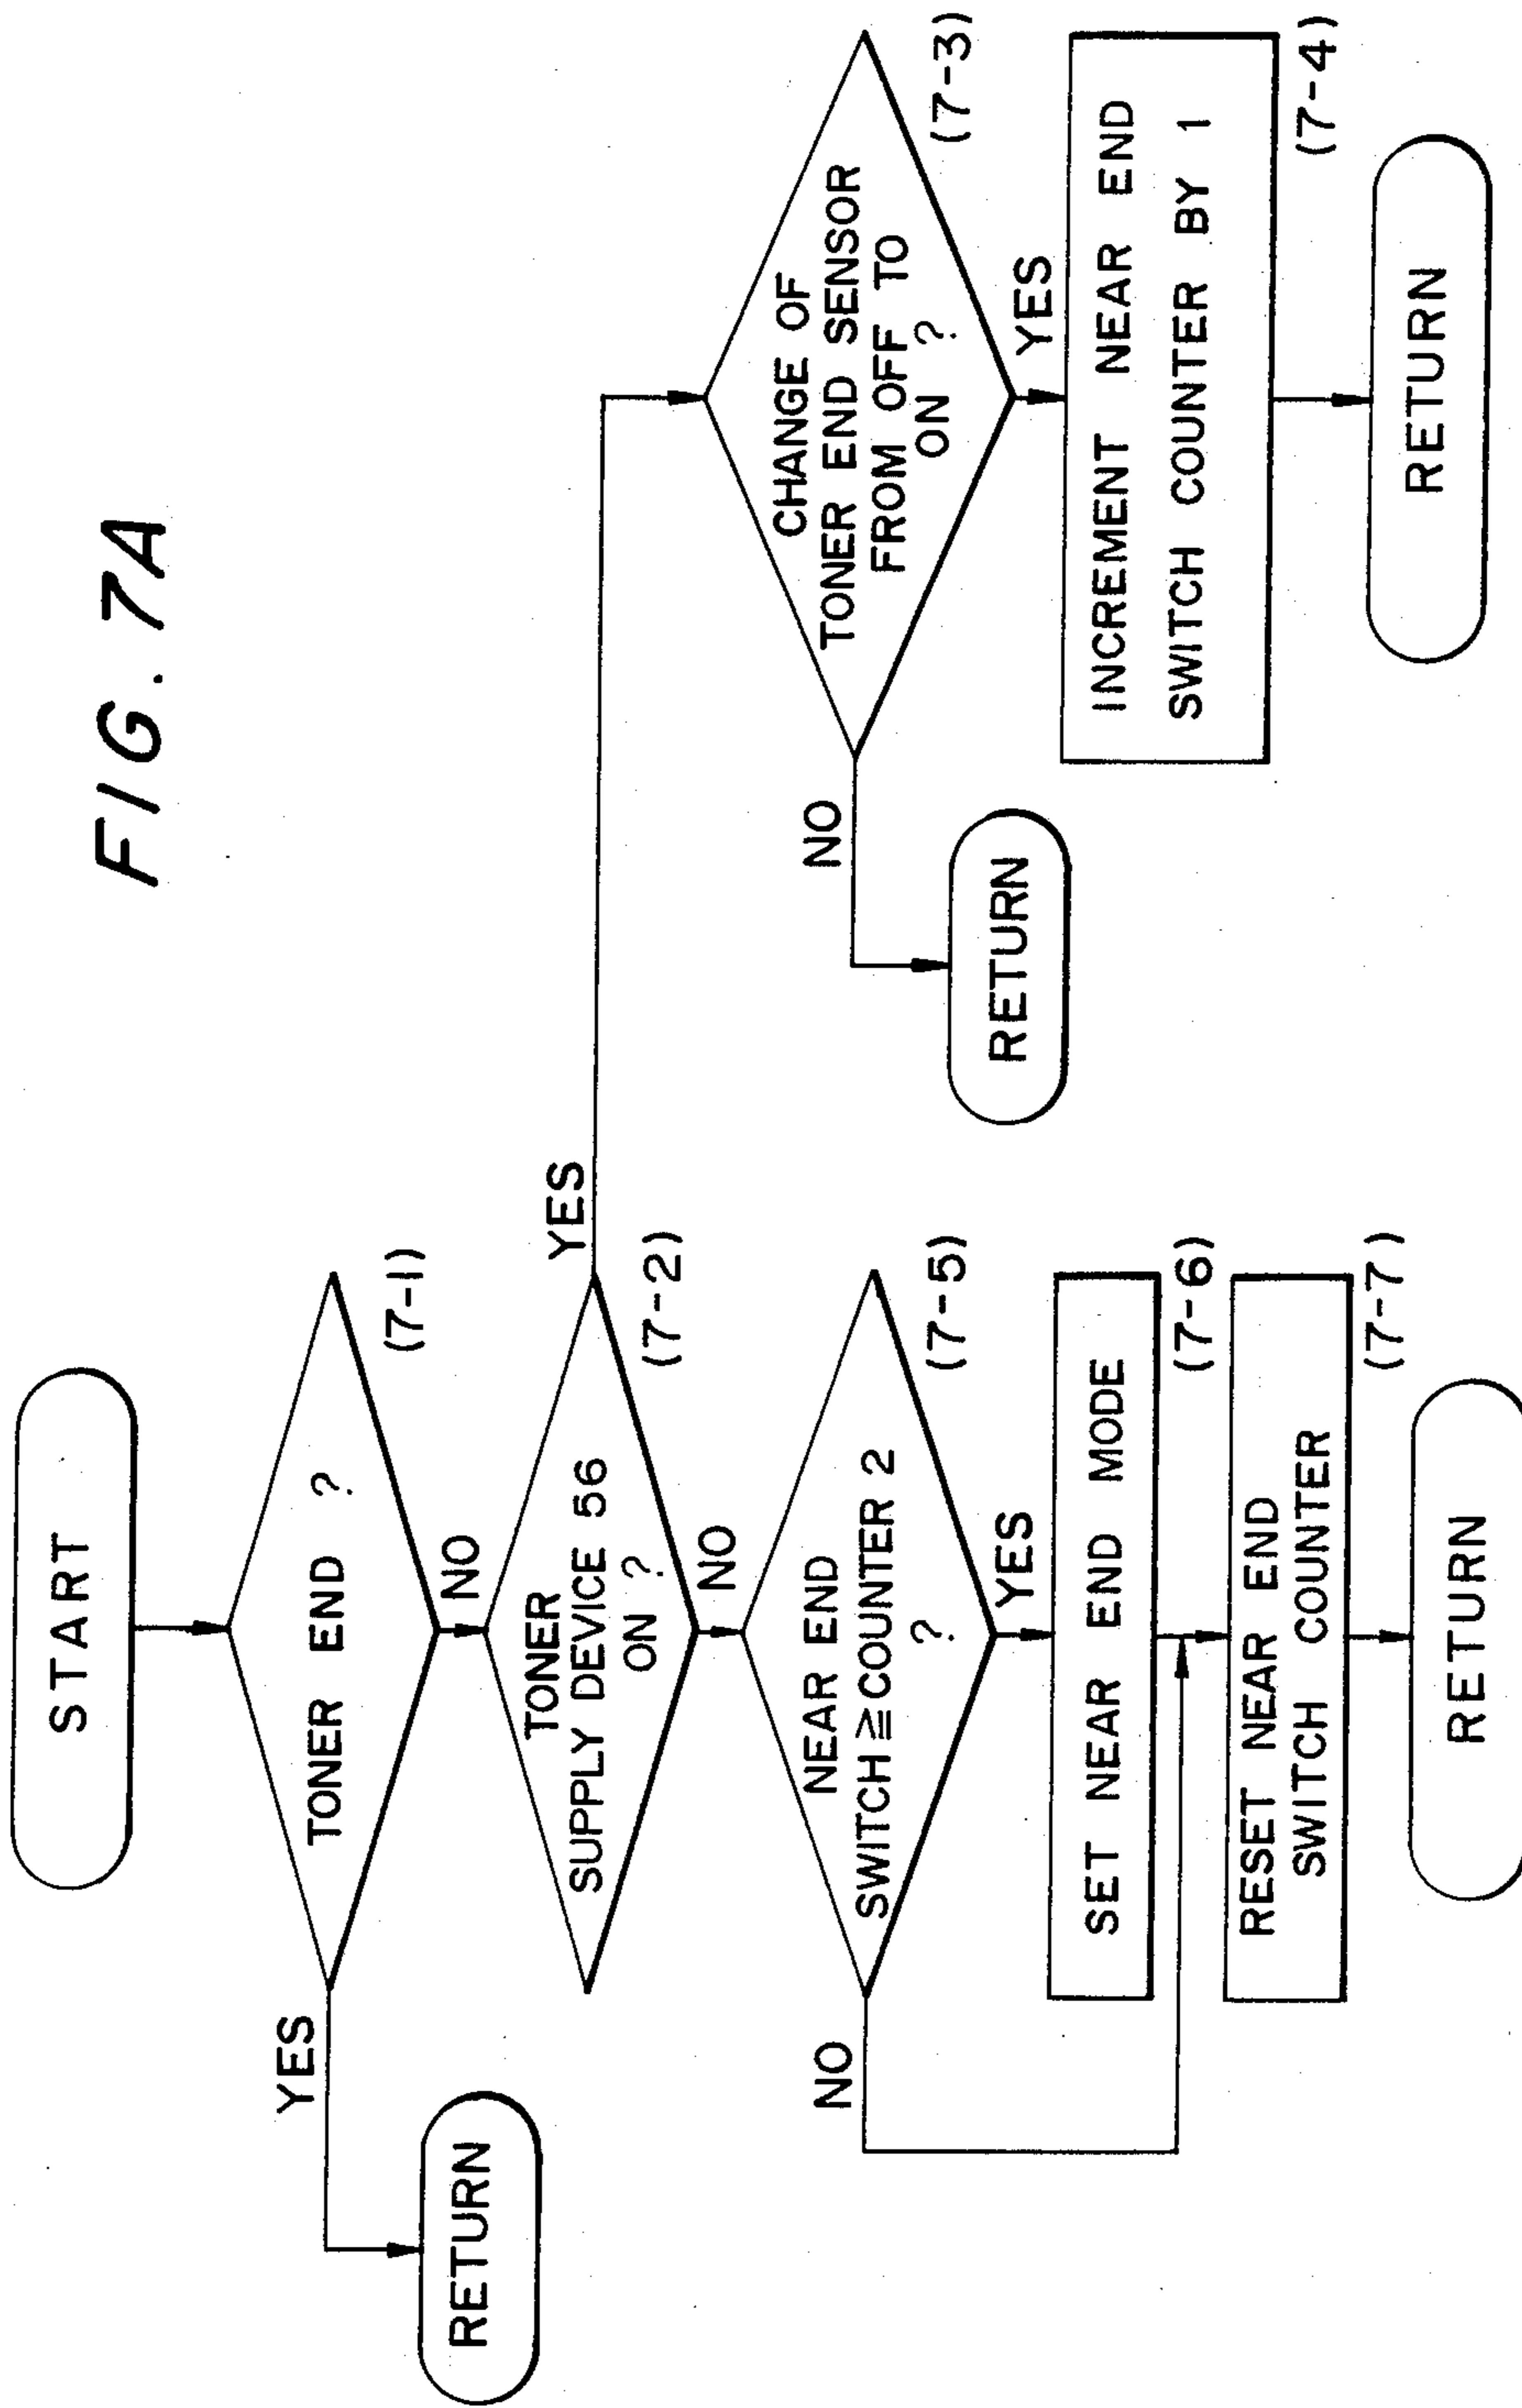 FIG. 7A
START
TONER END ?
(7-1)
YES
RETURN
NO
TONER
SUPPLY DEVICE 56
ON ?
(7-2)
YES
NO
CHANGE OF
TONER END SENSOR
FROM OFF TO
ON ?
(7-3)
NO
RETURN
YES
INCREMENT NEAR END
SWITCH COUNTER BY 1
(7-4)
RETURN
NEAR END
SWITCH ≧ COUNTER 2
?
(7-5)
NO
YES
SET NEAR END MODE
(7-6)
RESET NEAR END
SWITCH COUNTER
(7-7)
RETURN